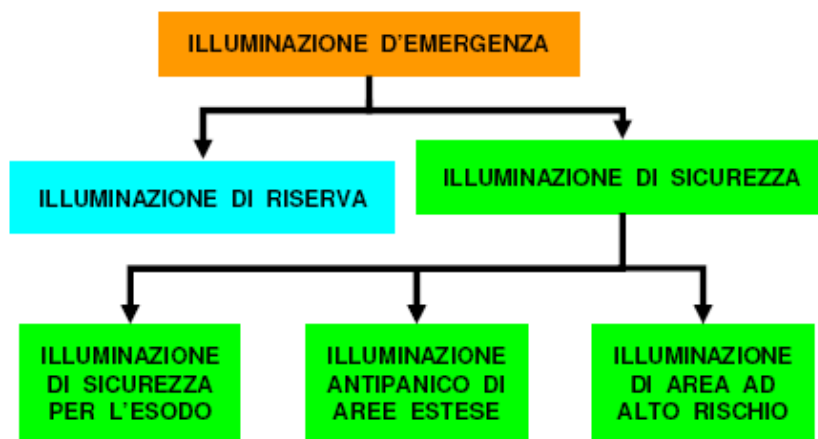 ILLUMINAZIONE D'EMERGENZA
ILLUMINAZIONE DI RISERVA
ILLUMINAZIONE DI SICUREZZA
ILLUMINAZIONE
DI SICUREZZA
PER L'ESODO
ILLUMINAZIONE
ANTIPANICO DI
AREE ESTESE
ILLUMINAZIONE
DI AREA AD
ALTO RISCHIO